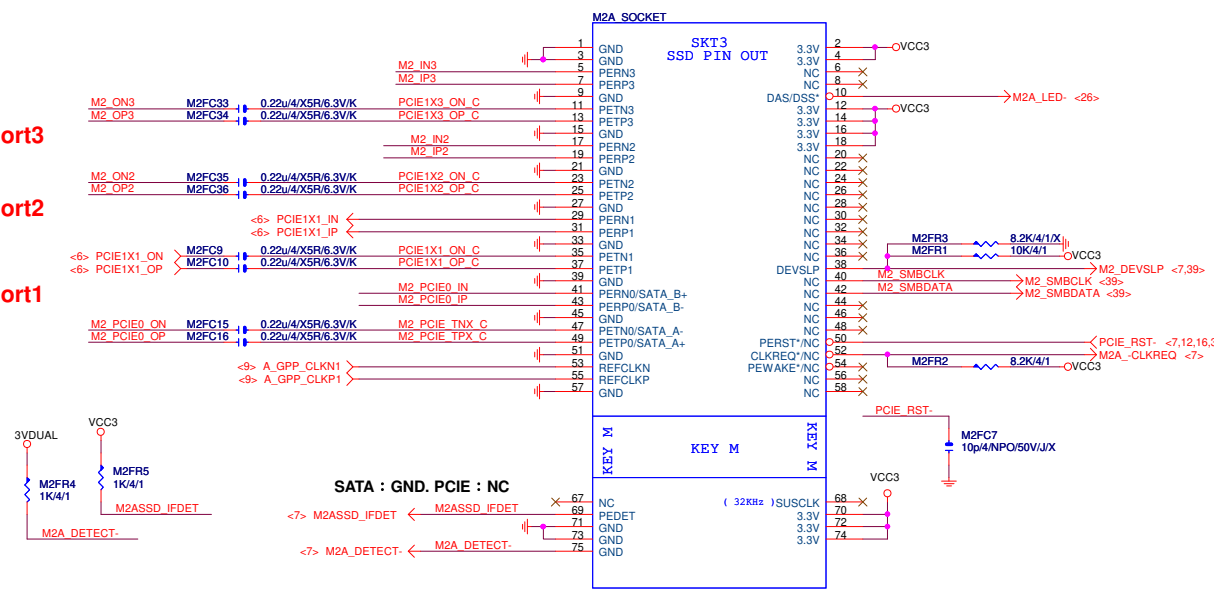 M2A SOCKET
SKT3
SSD PIN OUT
1 GND 3.3V 2 VCC3
3 GND 3.3V 4
M2_IN3 5 PERN3 NC 6
M2_IP3 7 PERP3 NC 8
9 GND DAS/DSS* 10 M2A_LED- <26>
M2_ON3 M2FC33 0.22u/4/X5R/6.3V/K PCIE1X3_ON_C 11 PETN3 3.3V 12 VCC3
M2_OP3 M2FC34 0.22u/4/X5R/6.3V/K PCIE1X3_OP_C 13 PETP3 3.3V 14
ort3
15 GND 3.3V 16
M2_IN2 17 PERN2 3.3V 18
M2_IP2 19 PERP2 NC 20
21 GND NC 22
M2_ON2 M2FC35 0.22u/4/X5R/6.3V/K PCIE1X2_ON_C 23 PETN2 NC 24
M2_OP2 M2FC36 0.22u/4/X5R/6.3V/K PCIE1X2_OP_C 25 PETP2 NC 26
ort2
27 GND NC 28
<6> PCIE1X1_IN 29 PERN1 NC 30
<6> PCIE1X1_IP 31 PERP1 NC 32
33 GND NC 34 M2FR3 8.2K/4/1/X
<6> PCIE1X1_ON M2FC9 0.22u/4/X5R/6.3V/K PCIE1X1_ON_C 35 PETN1 NC 36 M2FR1 10K/4/1 VCC3
<6> PCIE1X1_OP M2FC10 0.22u/4/X5R/6.3V/K PCIE1X1_OP_C 37 PETP1 DEVSLP 38 M2_DEVSLP <7,39>
39 GND NC 40 M2_SMBCLK M2_SMBCLK <39>
ort1
M2_PCIE0_IN 41 PERN0/SATA_B+ NC 42 M2_SMBDATA M2_SMBDATA <39>
M2_PCIE0_IP 43 PERP0/SATA_B- NC 44
45 GND NC 46
M2_PCIE0_ON M2FC15 0.22u/4/X5R/6.3V/K M2_PCIE_TNX_C 47 PETN0/SATA_A- NC 48
M2_PCIE0_OP M2FC16 0.22u/4/X5R/6.3V/K M2_PCIE_TPX_C 49 PETP0/SATA_A+ PERST*/NC 50 PCIE_RST- <7,12,16,
51 GND CLKREQ*/NC 52 M2A_-CLKREQ <7>
<9> A_GPP_CLKN1 53 REFCLKN PEWAKE*/NC 54 M2FR2 8.2K/4/1 VCC3
<9> A_GPP_CLKP1 55 REFCLKP NC 56
57 GND NC 58
PCIE_RST-
M2FC7
10p/4/NPO/50V/J/X
KEY M
KEY M
KEY M
3VDUAL
VCC3
M2FR4
1K/4/1
M2FR5
1K/4/1
M2ASSD_IFDET
M2A_DETECT-
SATA : GND. PCIE : NC
VCC3
67 NC ( 32KHz )SUSCLK 68
<7> M2ASSD_IFDET M2ASSD_IFDET 69 PEDET 3.3V 70
71 GND 3.3V 72
73 GND 3.3V 74
<7> M2A_DETECT- M2A_DETECT- 75 GND